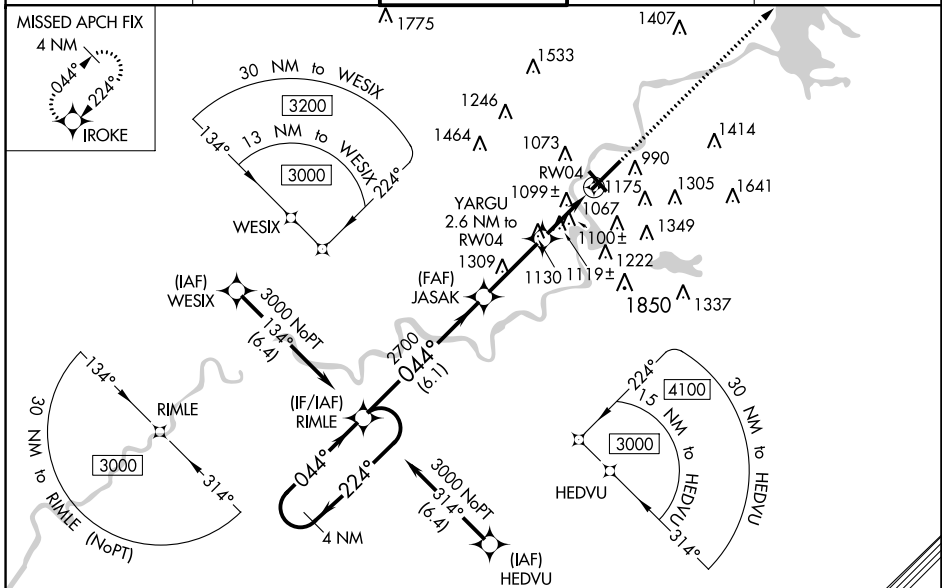 MISSED APCH FIX
4 NM
044°
224°
IROKE
1775
1407
1533
1246
1464
1073
1414
990
RW04
1099±
1175
1305
1641
1067
YARGU
2.6 NM to
RW04
1100±
1349
1222
1309
1130
1119±
1850
1337
30 NM to WESIX
3200
134°
13 NM to WESIX
3000
224°
WESIX
(IAF)
WESIX
3000 NoPT
134°
(6.4)
(FAF)
JASAK
2700
044°
(6.1)
(IF/IAF)
RIMLE
044°
224°
4 NM
3000 NoPT
314°
(6.4)
(IAF)
HEDVU
134°
RIMLE
3000
314°
30 NM to RIMLE (NoPT)
224°
4100
15 NM to HEDVU
3000
30 NM to HEDVU
HEDVU
314°